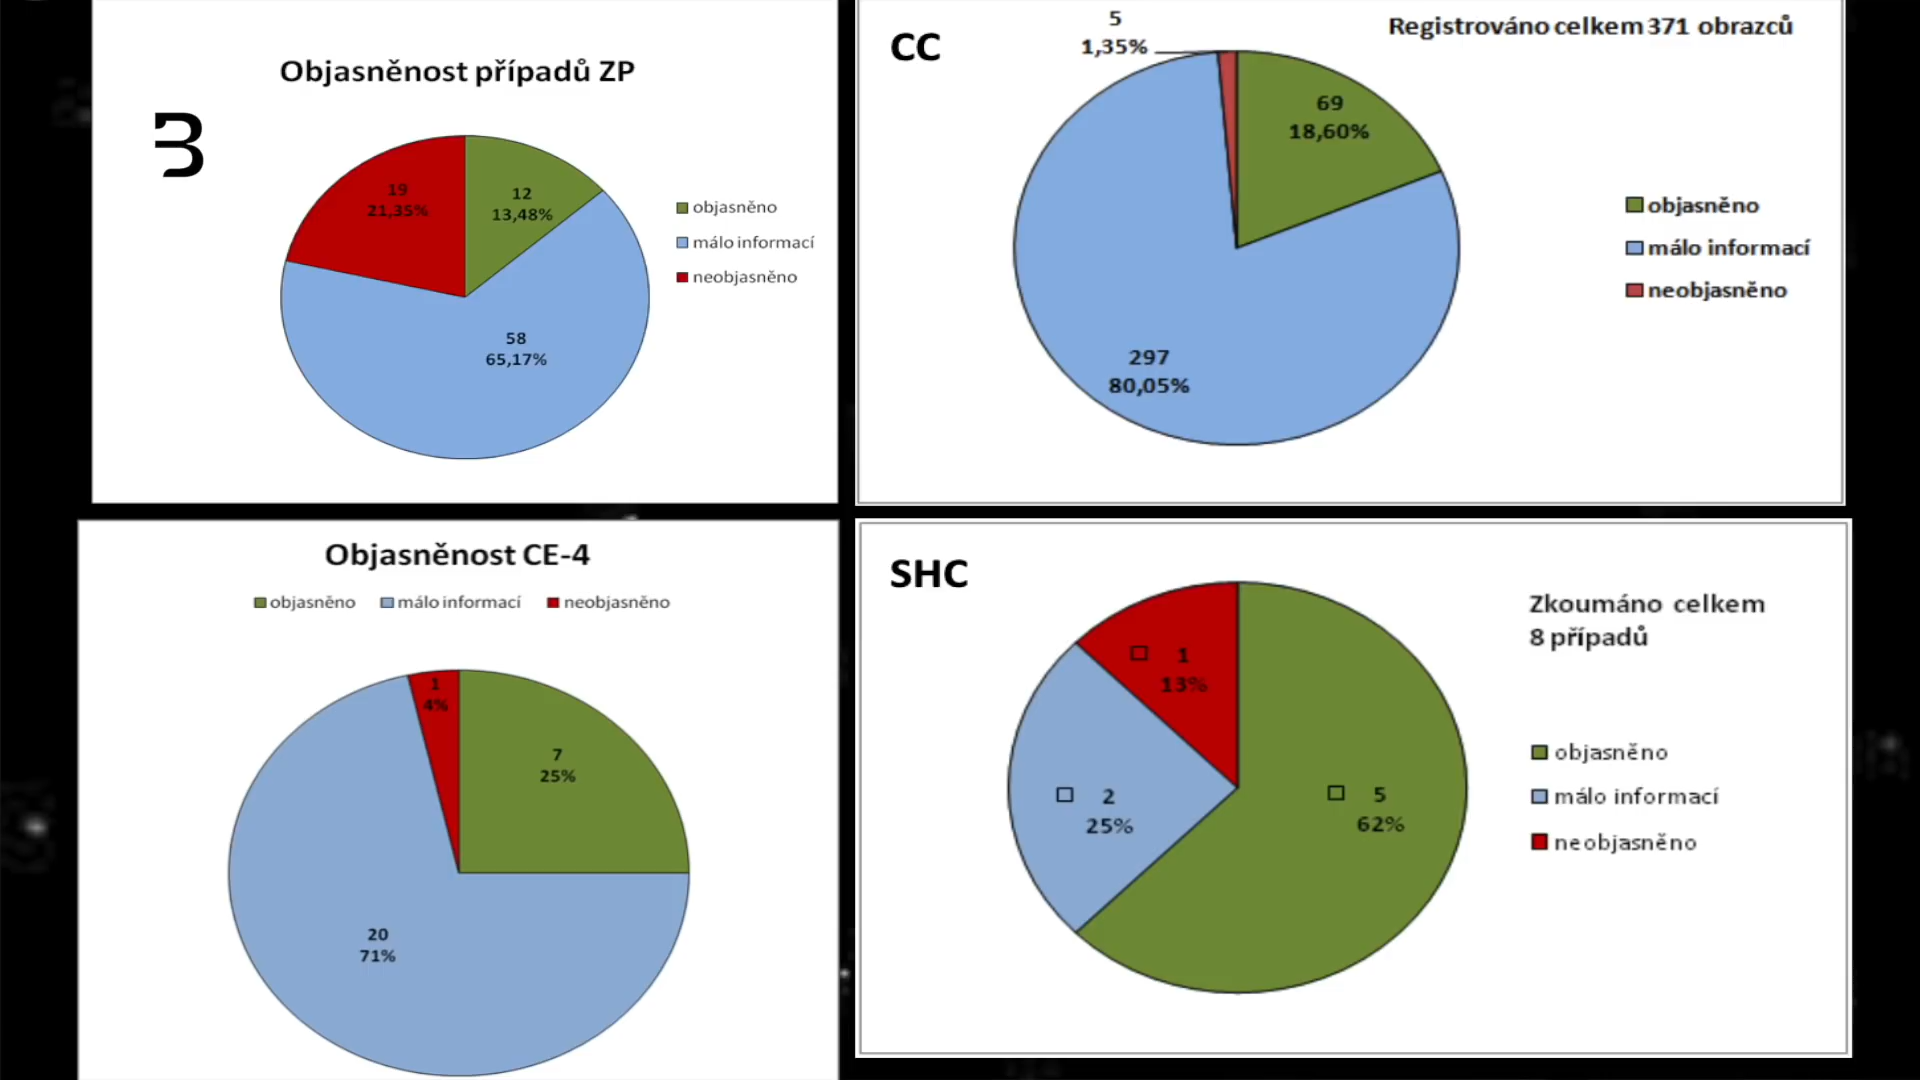 Objasněnost případů ZP
19
21,35%
12
13,48%
58
65,17%
objasněno
málo informací
neobjasněno
CC
Registrováno celkem 371 obrazců
5
1,35%
69
18,60%
297
80,05%
objasněno
málo informací
neobjasněno
Objasněnost CE-4
objasněno málo informací neobjasněno
1
4%
7
25%
20
71%
SHC
Zkoumáno celkem
8 případů
1
13%
2
25%
5
62%
objasněno
málo informací
neobjasněno